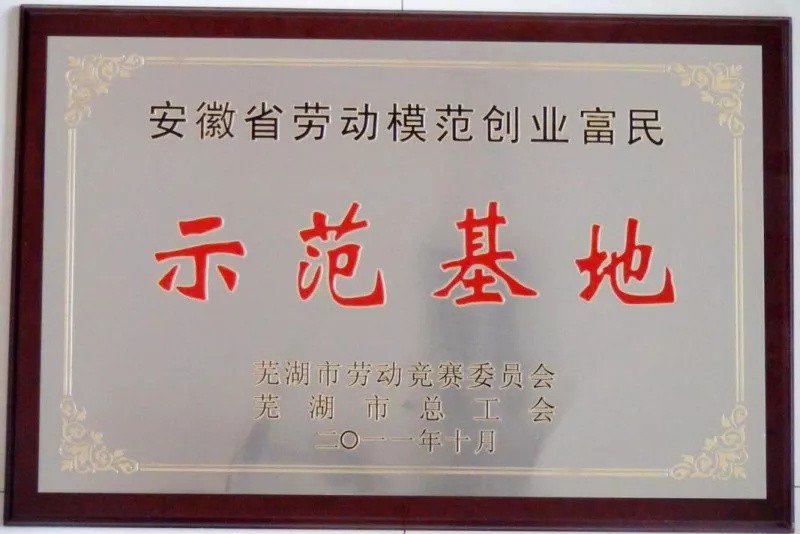 安徽省劳动模范创业富民
示范基地
芜湖市劳动竞赛委员会
芜湖市总工会
二〇一一年十月